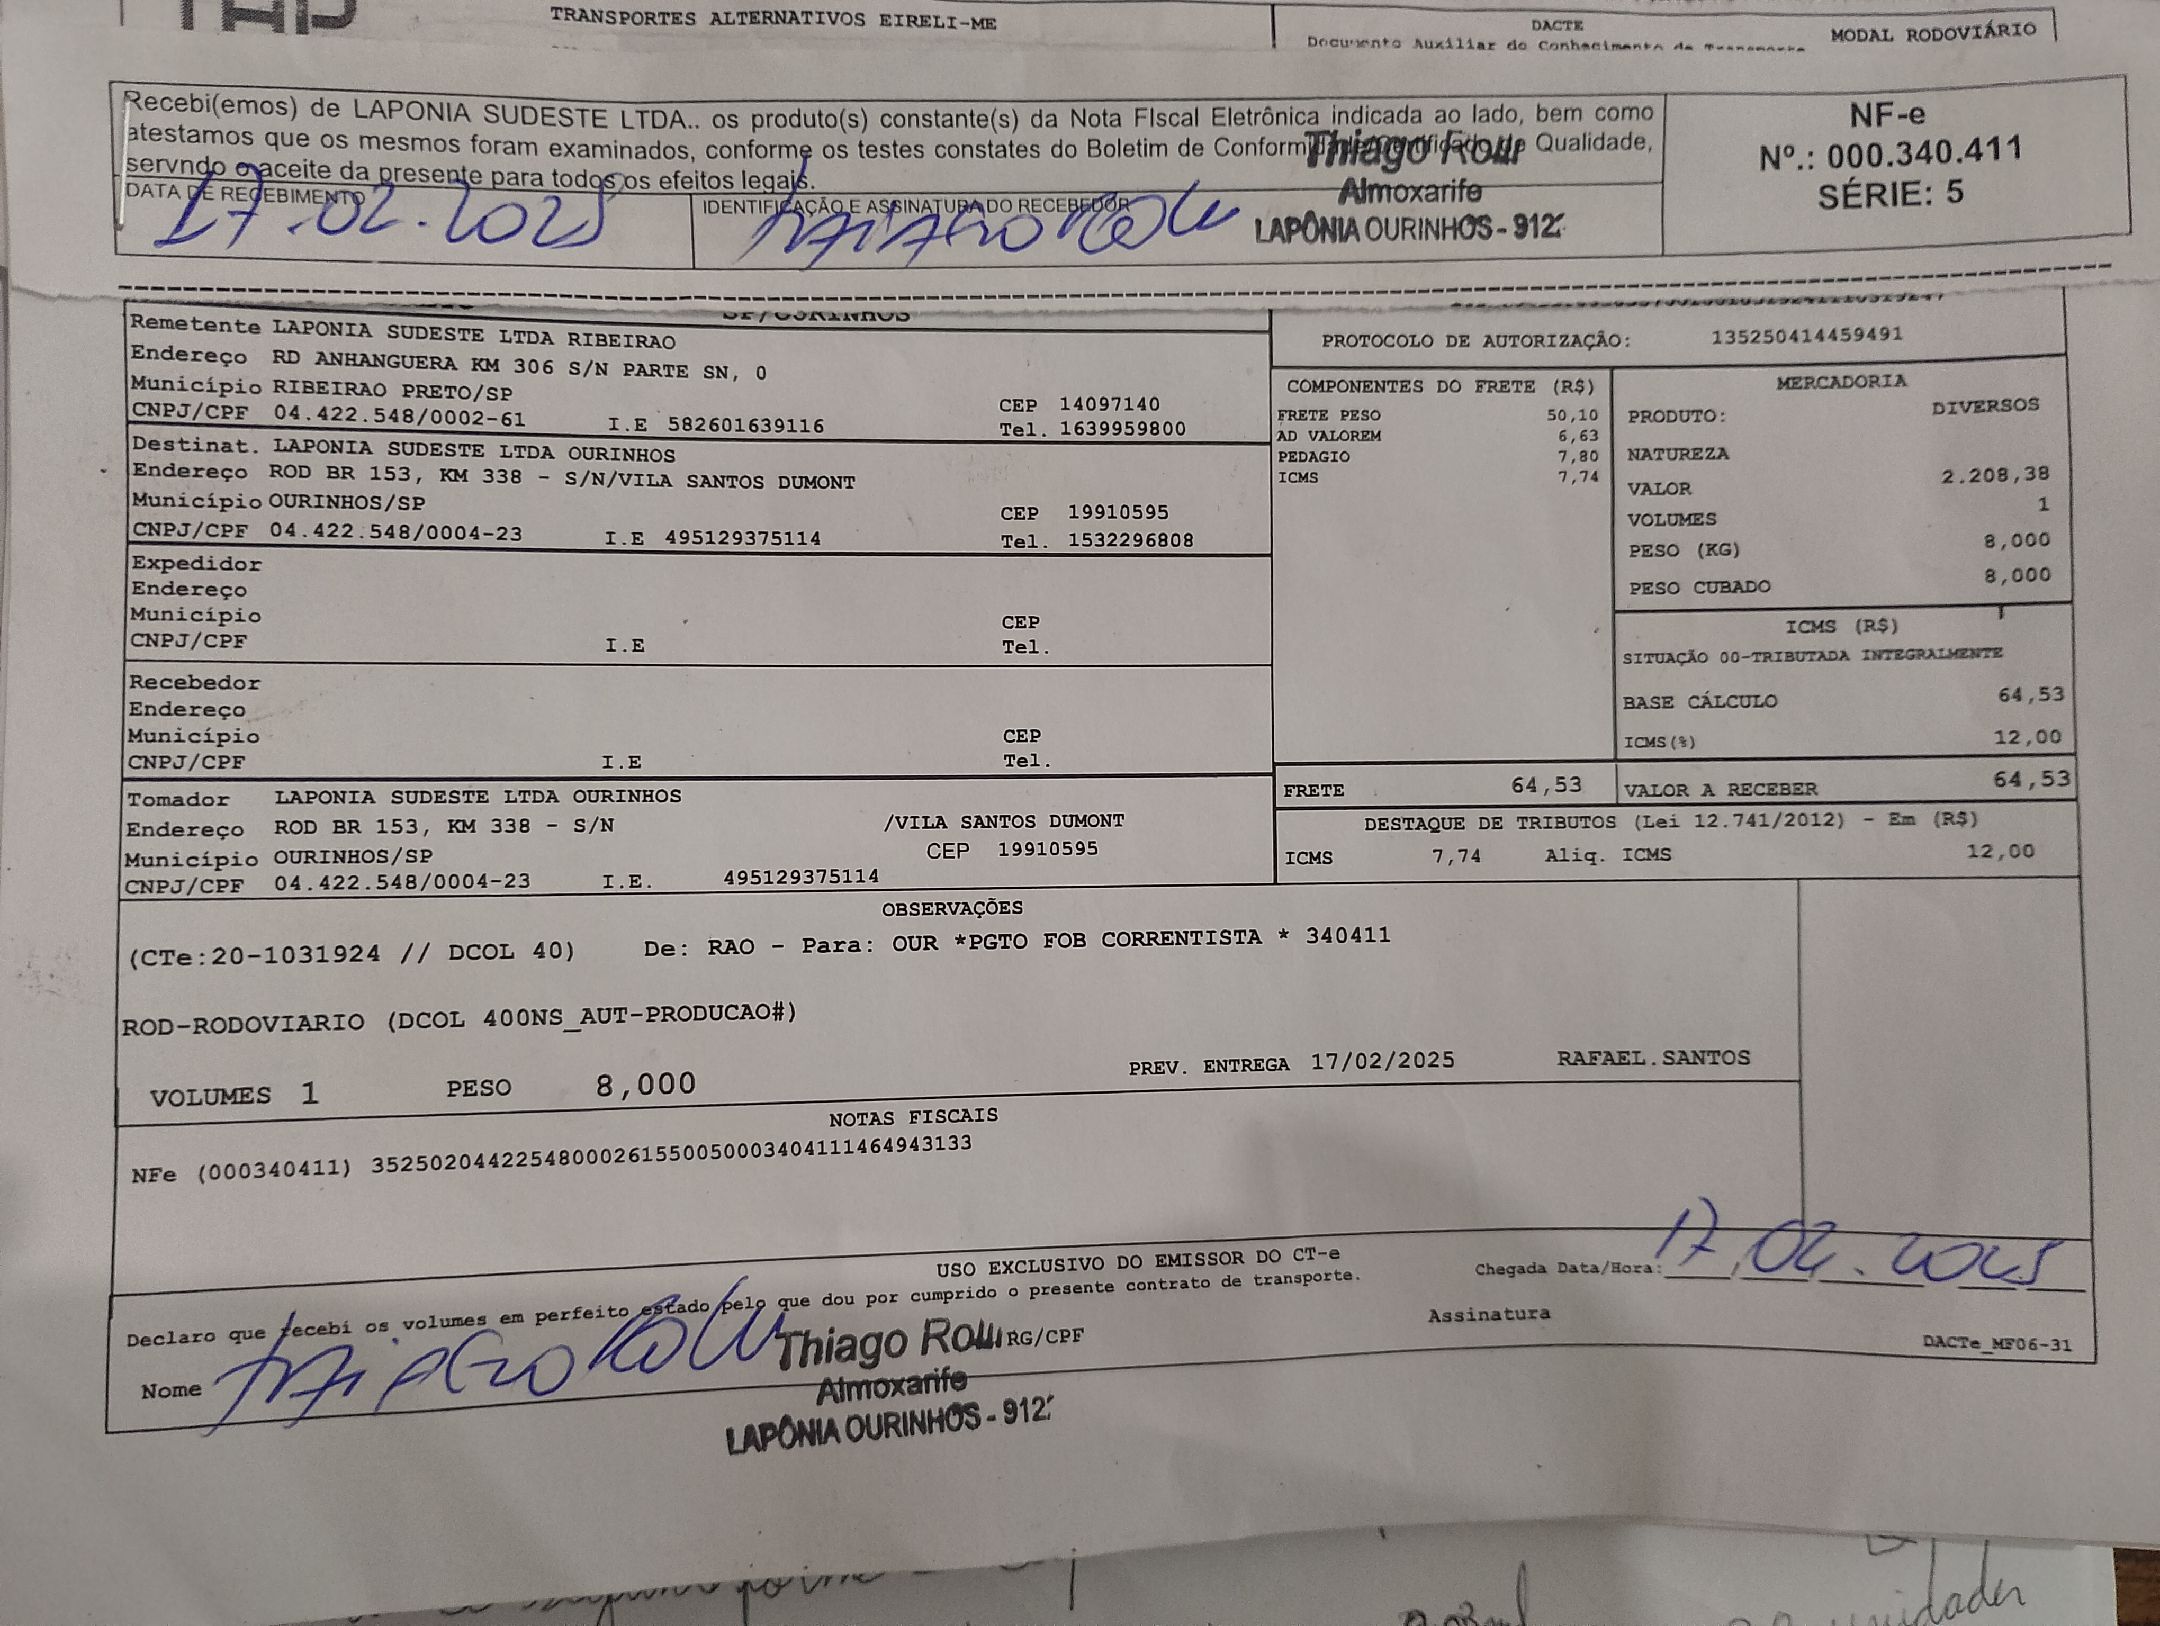 TRANSPORTES ALTERNATIVOS EIRELI-ME
DACTE
Documento Auxiliar do Conhecimento de Transporte
MODAL RODOVIÁRIO
Recebi(emos) de LAPONIA SUDESTE LTDA.. os produto(s) constante(s) da Nota FIscal Eletrônica indicada ao lado, bem como
atestamos que os mesmos foram examinados, conforme os testes constates do Boletim de Qualidade,
servndo o aceite da presente para todos os efeitos legais.
DATA DE RECEBIMENTO
17.02.2025
IDENTIFICAÇÃO E ASSINATURA DO RECEBEDOR
Thiago Rolli
Almoxarife
LAPÔNIA OURINHOS - 912
NF-e
Nº.: 000.340.411
SÉRIE: 5
SP/OURINHOS
Remetente LAPONIA SUDESTE LTDA RIBEIRAO
Endereço RD ANHANGUERA KM 306 S/N PARTE SN, 0
Município RIBEIRAO PRETO/SP
CEP 14097140
CNPJ/CPF 04.422.548/0002-61 I.E 582601639116 Tel. 1639959800
Destinat. LAPONIA SUDESTE LTDA OURINHOS
Endereço ROD BR 153, KM 338 - S/N/VILA SANTOS DUMONT
Município OURINHOS/SP CEP 19910595
CNPJ/CPF 04.422.548/0004-23 I.E 495129375114 Tel. 1532296808
Expedidor
Endereço
Município CEP
CNPJ/CPF I.E Tel.
Recebedor
Endereço
Município CEP
CNPJ/CPF I.E Tel.
Tomador LAPONIA SUDESTE LTDA OURINHOS
Endereço ROD BR 153, KM 338 - S/N /VILA SANTOS DUMONT
Município OURINHOS/SP CEP 19910595
CNPJ/CPF 04.422.548/0004-23 I.E. 495129375114
PROTOCOLO DE AUTORIZAÇÃO: 135250414459491
COMPONENTES DO FRETE (R$)
FRETE PESO 50,10
AD VALOREM 6,63
PEDAGIO 7,80
ICMS 7,74
MERCADORIA
PRODUTO: DIVERSOS
NATUREZA
VALOR 2.208,38
VOLUMES 1
PESO (KG) 8,000
PESO CUBADO 8,000
ICMS (R$)
SITUAÇÃO 00-TRIBUTADA INTEGRALMENTE
BASE CÁLCULO 64,53
ICMS(%) 12,00
FRETE 64,53 VALOR A RECEBER 64,53
DESTAQUE DE TRIBUTOS (Lei 12.741/2012) - Em (R$)
ICMS 7,74 Aliq. ICMS 12,00
OBSERVAÇÕES
(CTe:20-1031924 // DCOL 40) De: RAO - Para: OUR *PGTO FOB CORRENTISTA * 340411
ROD-RODOVIARIO (DCOL 400NS_AUT-PRODUCAO#)
VOLUMES 1 PESO 8,000 PREV. ENTREGA 17/02/2025 RAFAEL.SANTOS
NOTAS FISCAIS
NFe (000340411) 35250204422548000261550050003404111464943133
USO EXCLUSIVO DO EMISSOR DO CT-e
Declaro que recebi os volumes em perfeito estado pelo que dou por cumprido o presente contrato de transporte.
Chegada Data/Hora: 17.02.2025
Nome Thiago Rolli
RG/CPF
Assinatura
DACTe_MF06-31
Thiago Rolli
Almoxarife
LAPÔNIA OURINHOS - 912